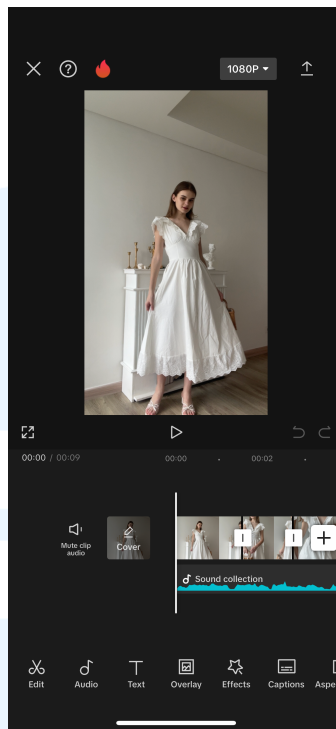 ?
1080P
00:00 / 00:09
00:00
00:02
Mute clip
audio
Cover
Sound collection
Edit
Audio
Text
Overlay
Effects
Captions
Aspe